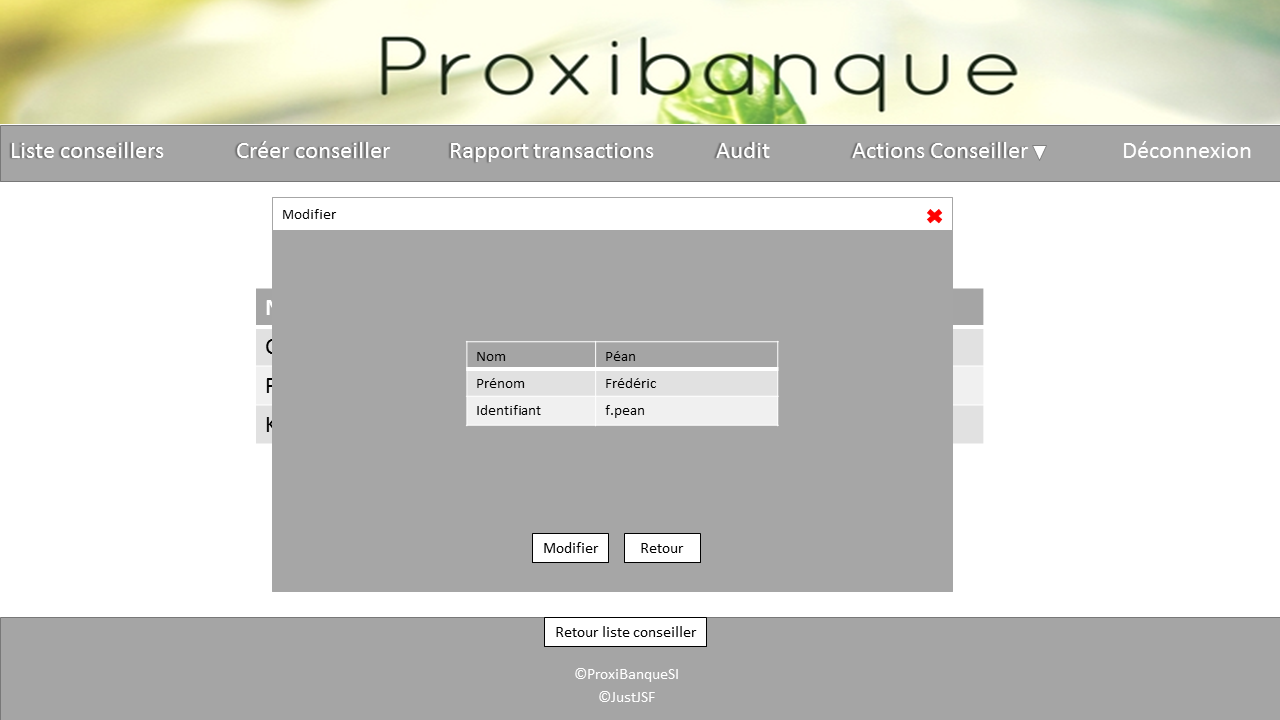 Proxibanque
Liste conseillers Créer conseiller Rapport transactions Audit Actions Conseiller ▼ Déconnexion
Modifier ✖
Nom Péan
Prénom Frédéric
Identifiant f.pean
Modifier Retour
Retour liste conseiller
©ProxiBanqueSI
©JustJSF